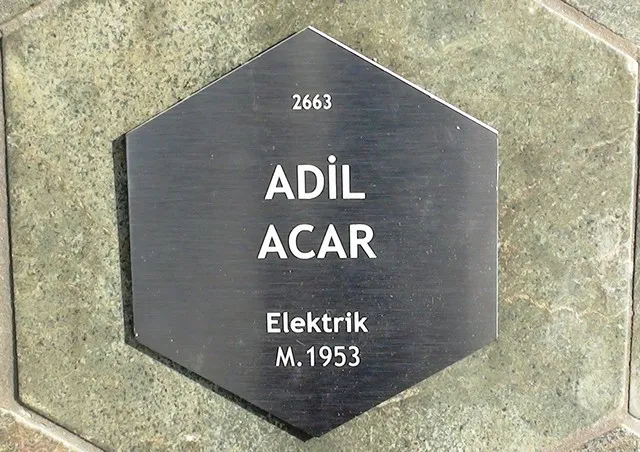 2663
ADİL
ACAR
Elektrik
M.1953